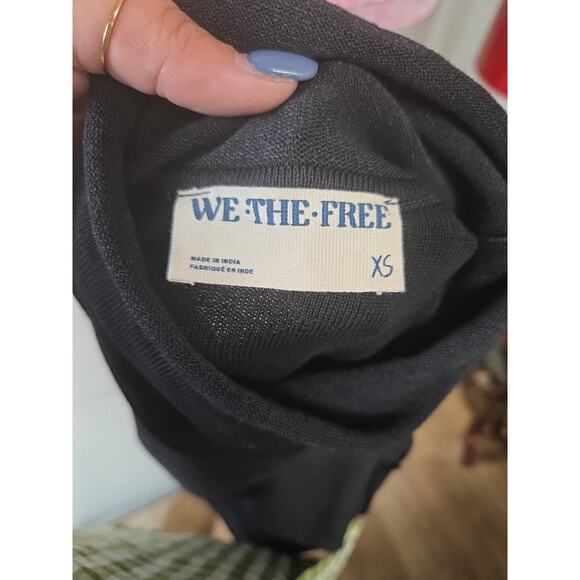 WE·THE·FREE
MADE IN INDIA
FABRIQUÉ EN INDE
XS